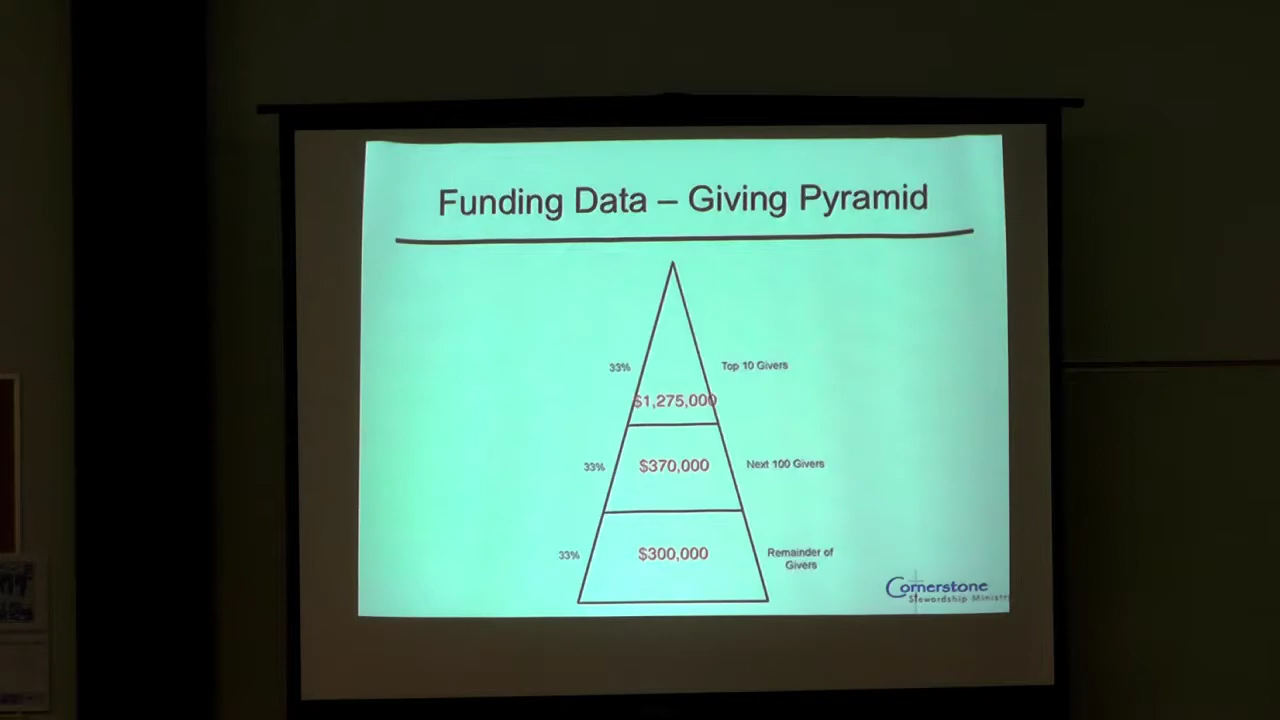 Funding Data – Giving Pyramid
33%
Top 10 Givers
$1,275,000
33%
$370,000
Next 100 Givers
33%
$300,000
Remainder of
Givers
Cornerstone
Stewardship